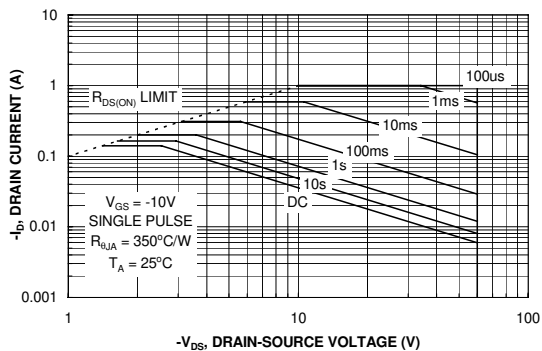 10
1
0.1
0.01
0.001
-I_D, DRAIN CURRENT (A)
R_DS(ON) LIMIT
100us
1ms
10ms
100ms
1s
10s
DC
V_GS = -10V
SINGLE PULSE
R_θJA = 350°C/W
T_A = 25°C
1
10
100
-V_DS, DRAIN-SOURCE VOLTAGE (V)